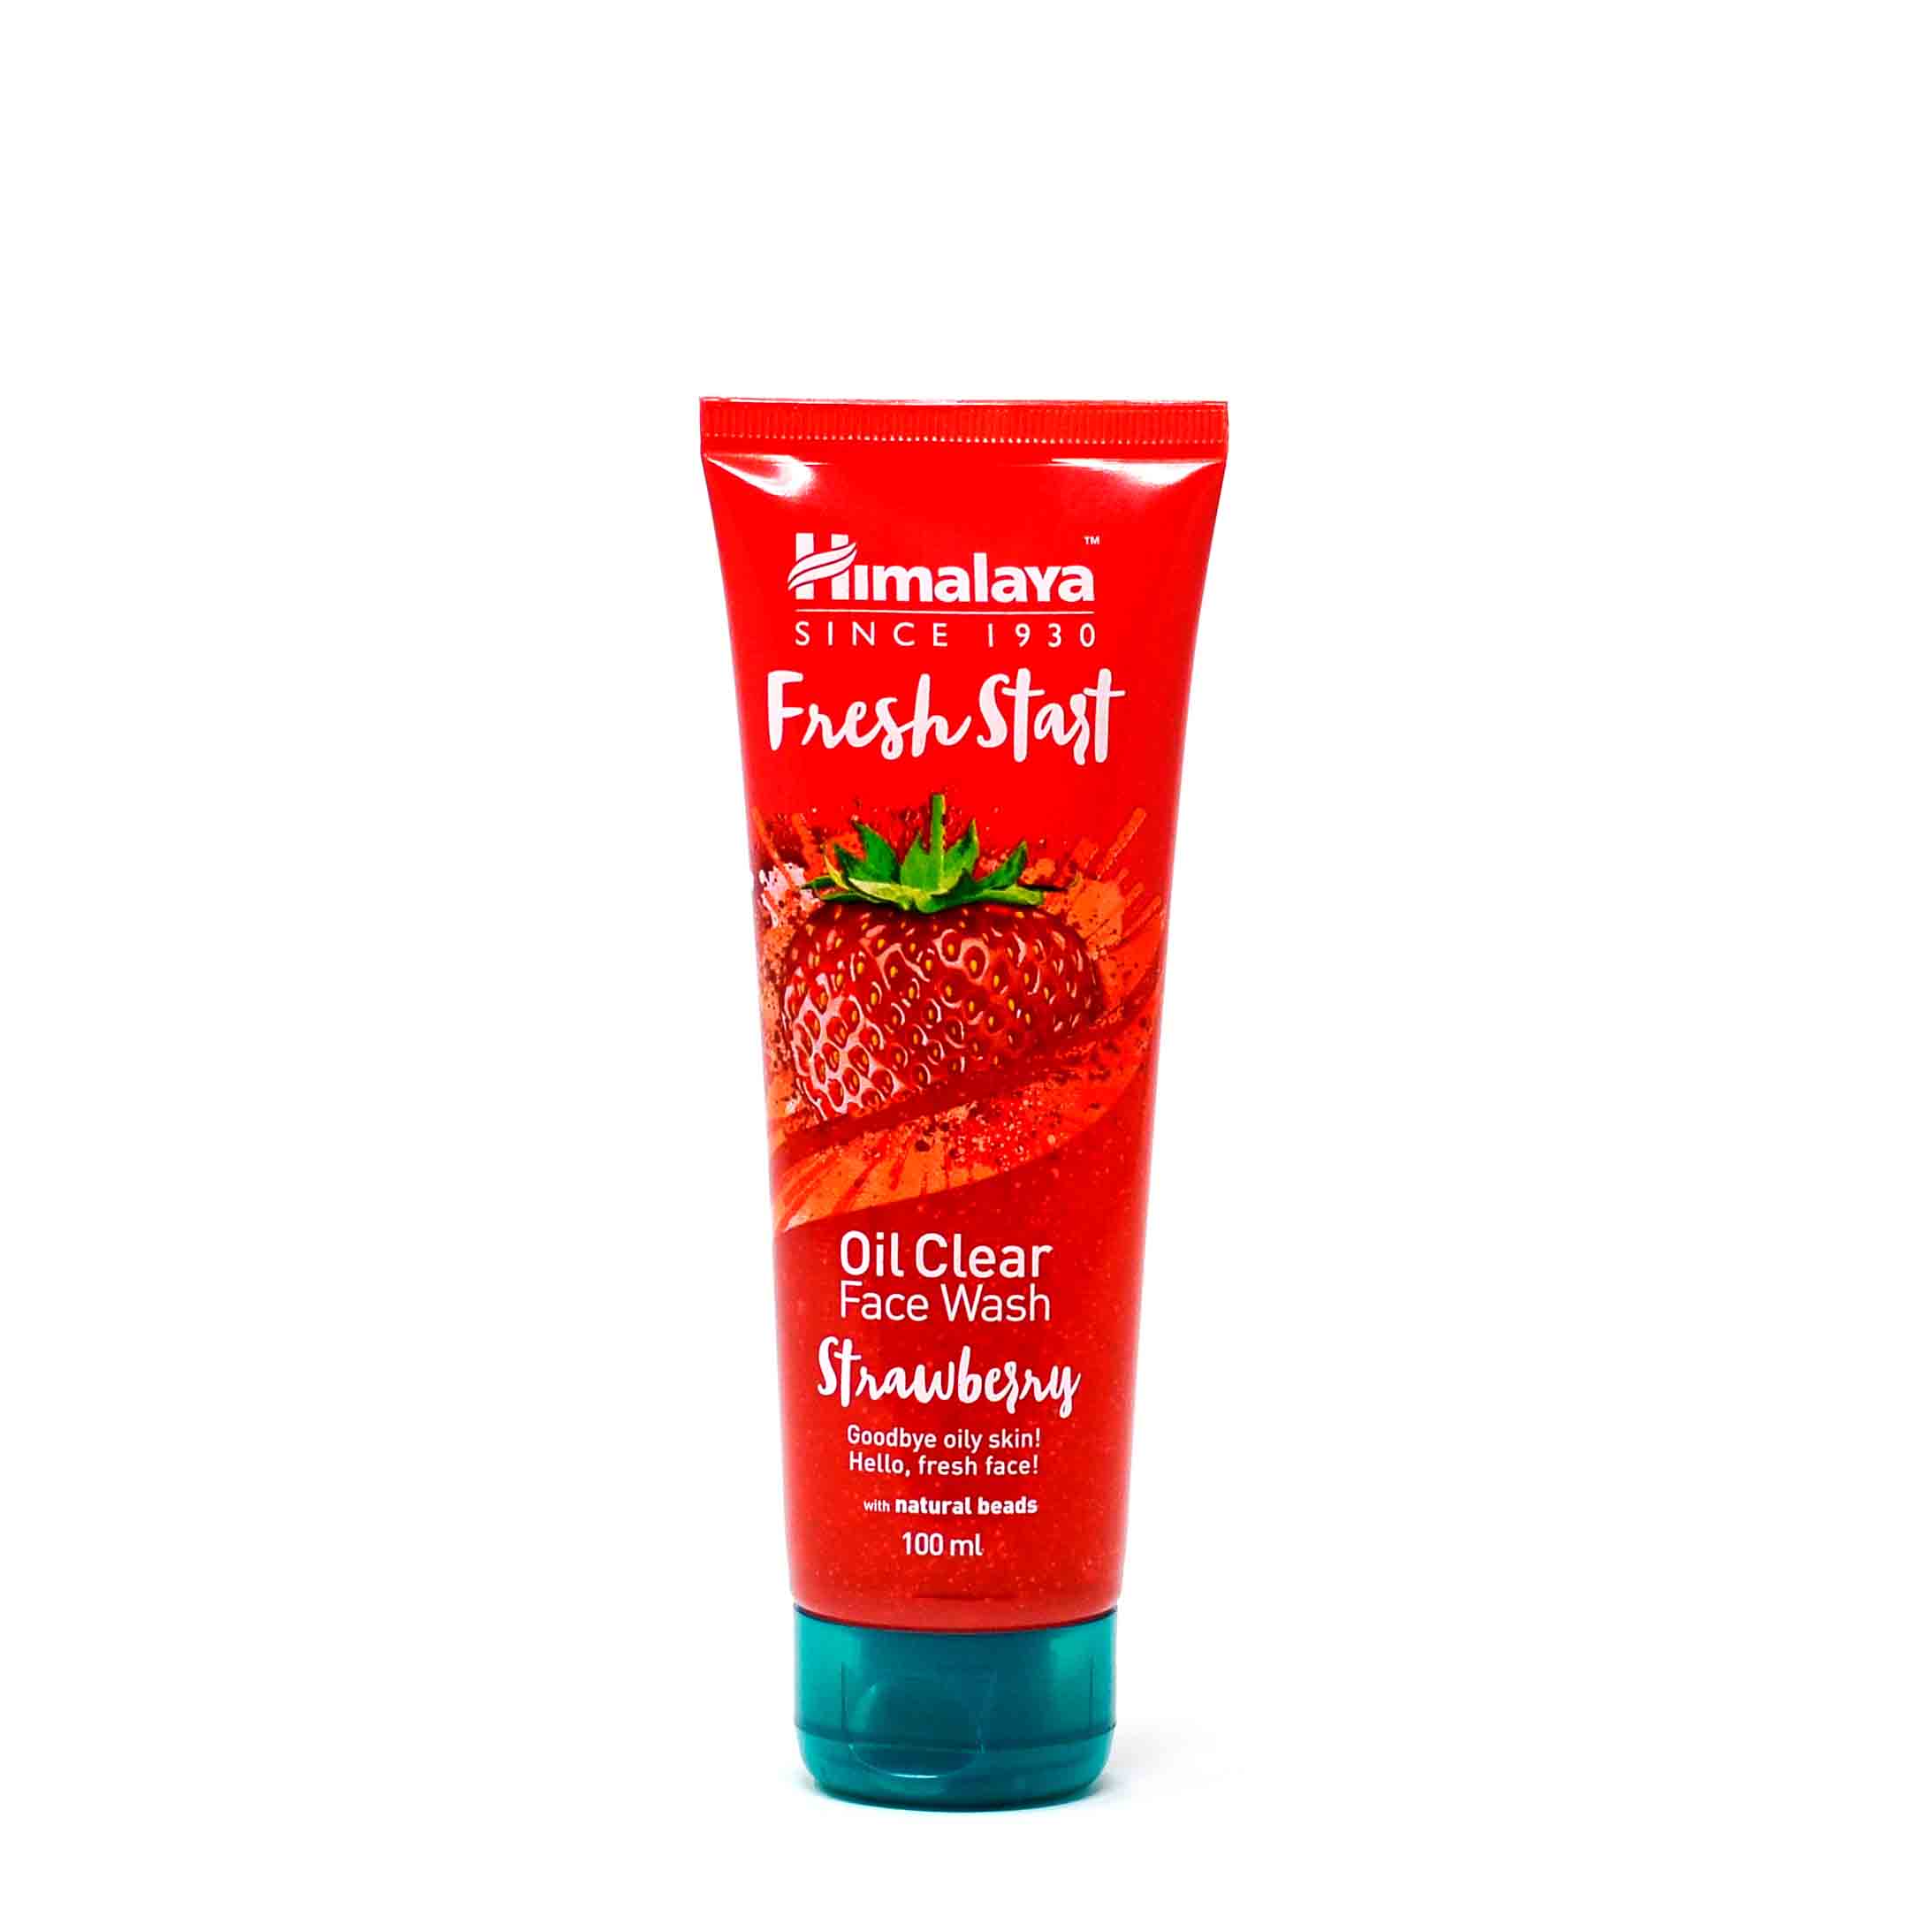 Himalaya™
SINCE 1930
Fresh Start
Oil Clear
Face Wash
Strawberry
Goodbye oily skin!
Hello, fresh face!
with natural beads
100 ml